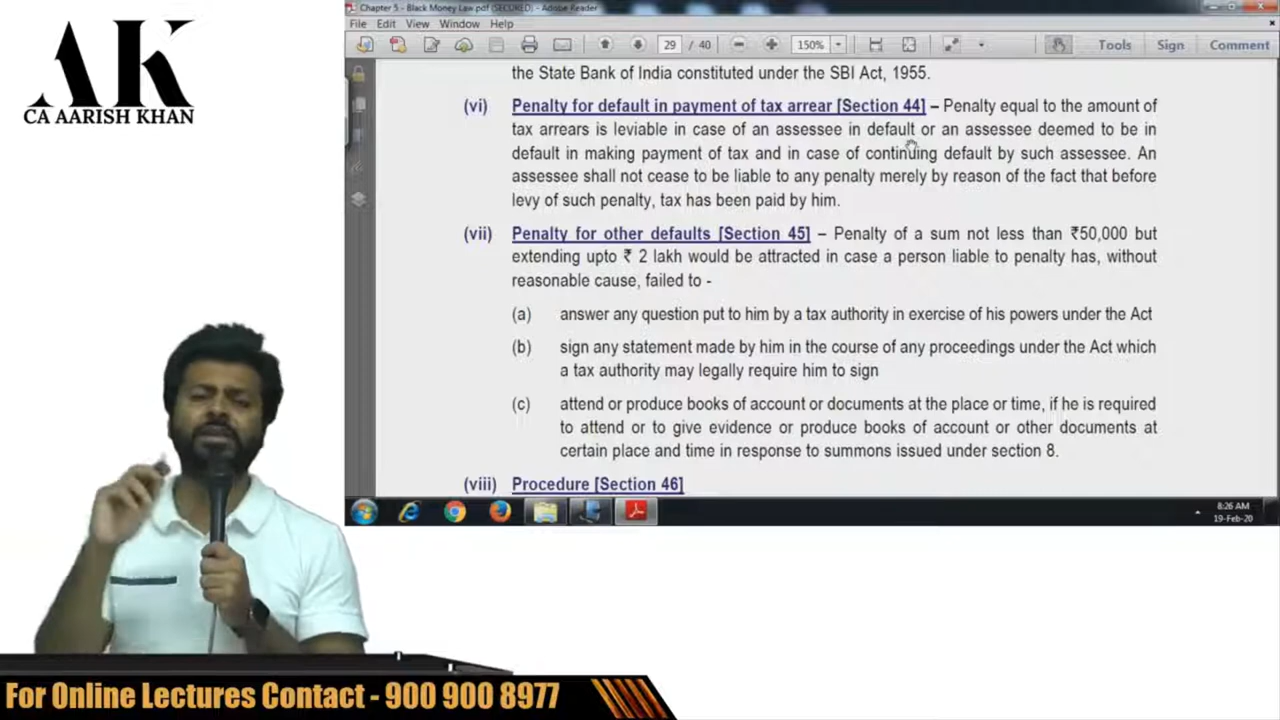 AK
CA AARISH KHAN
Chapter 5 - Black Money Law.pdf (SECURED) - Adobe Reader
File Edit View Window Help
29 / 40 150% Tools Sign Comment
the State Bank of India constituted under the SBI Act, 1955.
(vi) Penalty for default in payment of tax arrear [Section 44] – Penalty equal to the amount of
tax arrears is leviable in case of an assessee in default or an assessee deemed to be in
default in making payment of tax and in case of continuing default by such assessee. An
assessee shall not cease to be liable to any penalty merely by reason of the fact that before
levy of such penalty, tax has been paid by him.
(vii) Penalty for other defaults [Section 45] – Penalty of a sum not less than ₹50,000 but
extending upto ₹ 2 lakh would be attracted in case a person liable to penalty has, without
reasonable cause, failed to -
(a) answer any question put to him by a tax authority in exercise of his powers under the Act
(b) sign any statement made by him in the course of any proceedings under the Act which
a tax authority may legally require him to sign
(c) attend or produce books of account or documents at the place or time, if he is required
to attend or to give evidence or produce books of account or other documents at
certain place and time in response to summons issued under section 8.
(viii) Procedure [Section 46]
8:26 AM
19-Feb-20
For Online Lectures Contact - 900 900 8977